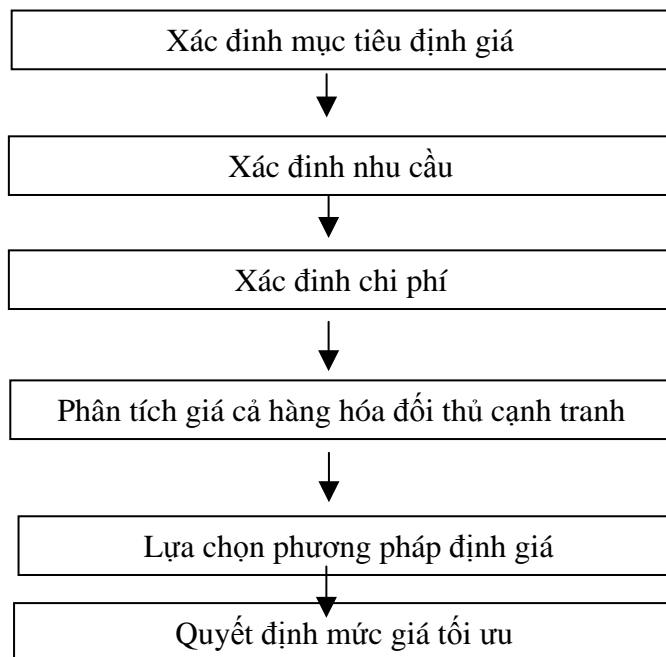 Xác đinh mục tiêu định giá
Xác đinh nhu cầu
Xác đinh chi phí
Phân tích giá cả hàng hóa đối thủ cạnh tranh
Lựa chọn phương pháp định giá
Quyết định mức giá tối ưu